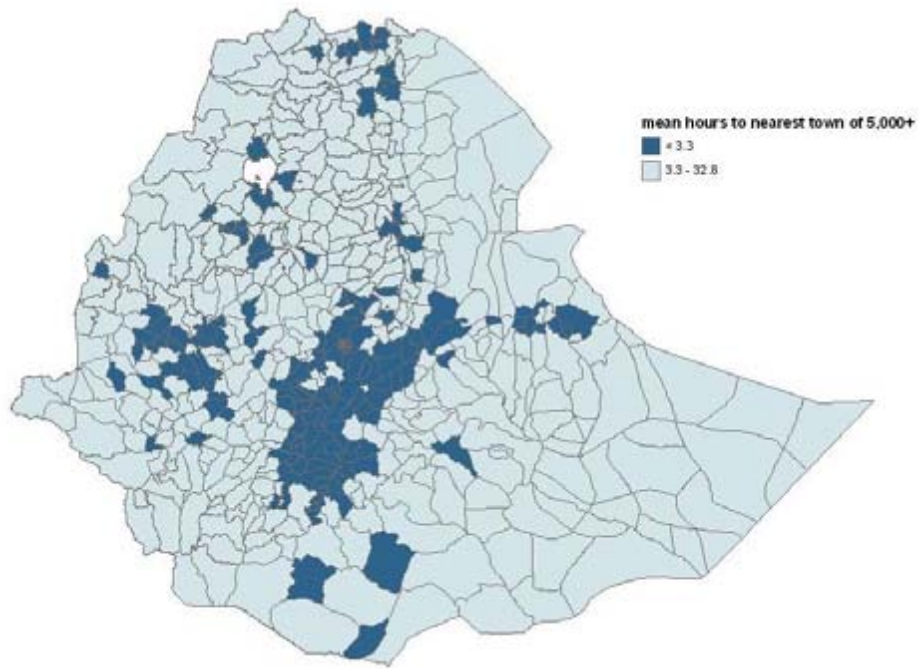 mean hours to nearest town of 5,000+
< 3.3
3.3 - 32.8